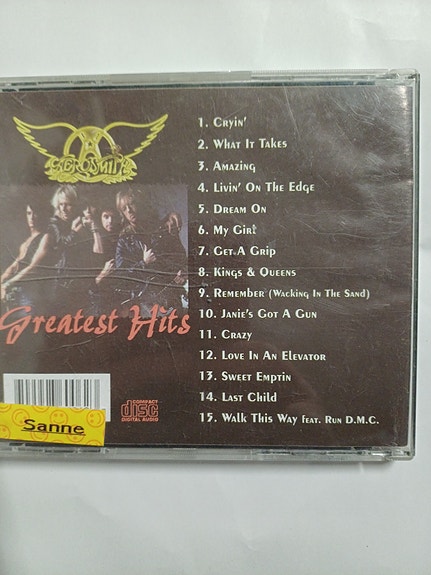 AEROSMITH
Greatest Hits
1. Cryin'
2. What It Takes
3. Amazing
4. Livin' On The Edge
5. Dream On
6. My Girl
7. Get A Grip
8. Kings & Queens
9. Remember (Wacking In The Sand)
10. Janie's Got A Gun
11. Crazy
12. Love In An Elevator
13. Sweet Emptin
14. Last Child
15. Walk This Way feat. Run D.M.C.
COMPACT
disc
DIGITAL AUDIO
Sanne